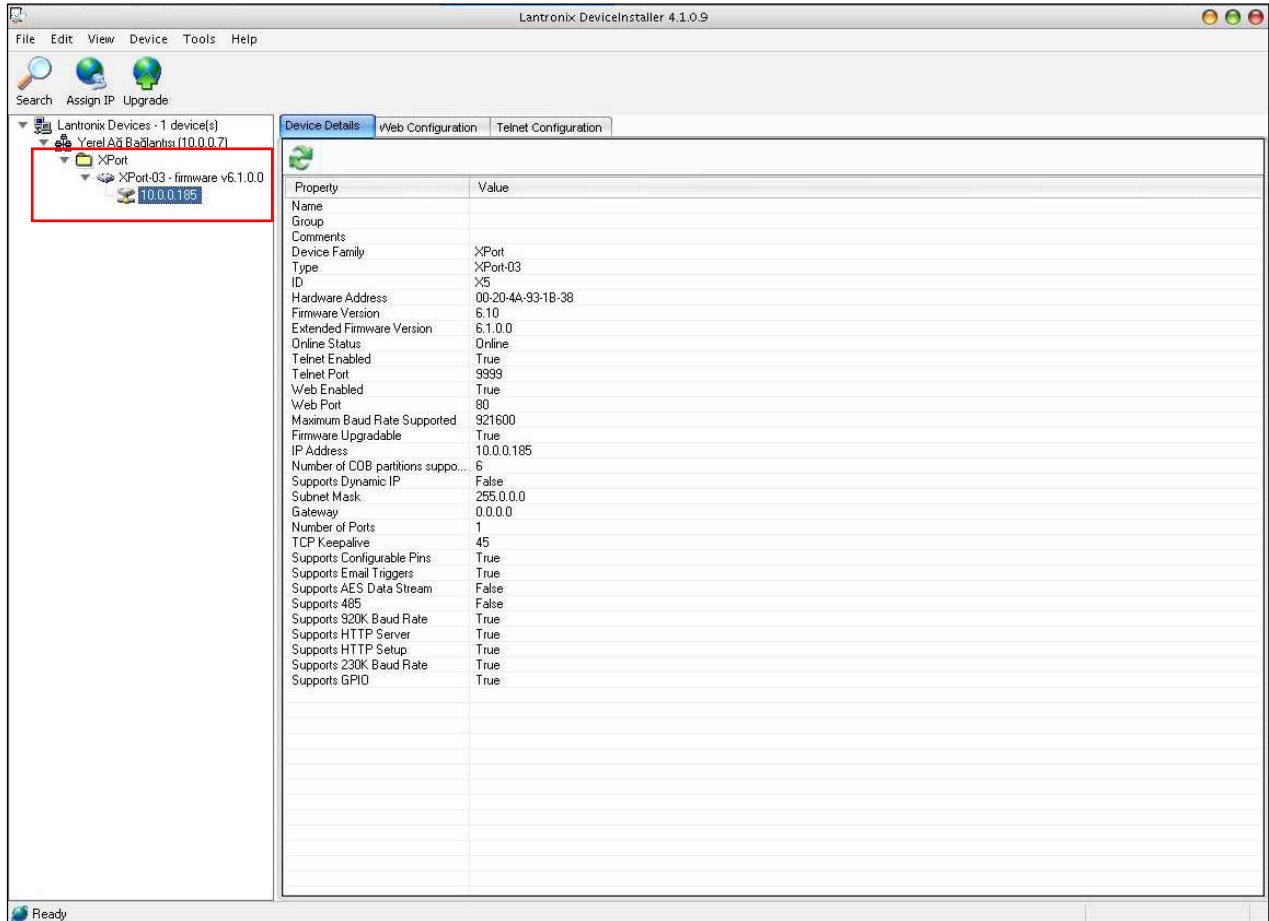 Lantronix DeviceInstaller 4.1.0.9
File Edit View Device Tools Help
Search Assign IP Upgrade
Lantronix Devices - 1 device(s)
Yerel Ağ Bağlantısı (10.0.0.7)
XPort
XPort-03 - firmware v6.1.0.0
10.0.0.185
Device Details Web Configuration Telnet Configuration
Property Value
Name
Group
Comments
Device Family XPort
Type XPort-03
ID X5
Hardware Address 00-20-4A-93-1B-38
Firmware Version 6.10
Extended Firmware Version 6.1.0.0
Online Status Online
Telnet Enabled True
Telnet Port 9999
Web Enabled True
Web Port 80
Maximum Baud Rate Supported 921600
Firmware Upgradable True
IP Address 10.0.0.185
Number of COB partitions suppo... 6
Supports Dynamic IP False
Subnet Mask 255.0.0.0
Gateway 0.0.0.0
Number of Ports 1
TCP Keepalive 45
Supports Configurable Pins True
Supports Email Triggers True
Supports AES Data Stream False
Supports 485 False
Supports 920K Baud Rate True
Supports HTTP Server True
Supports HTTP Setup True
Supports 230K Baud Rate True
Supports GPIO True
Ready